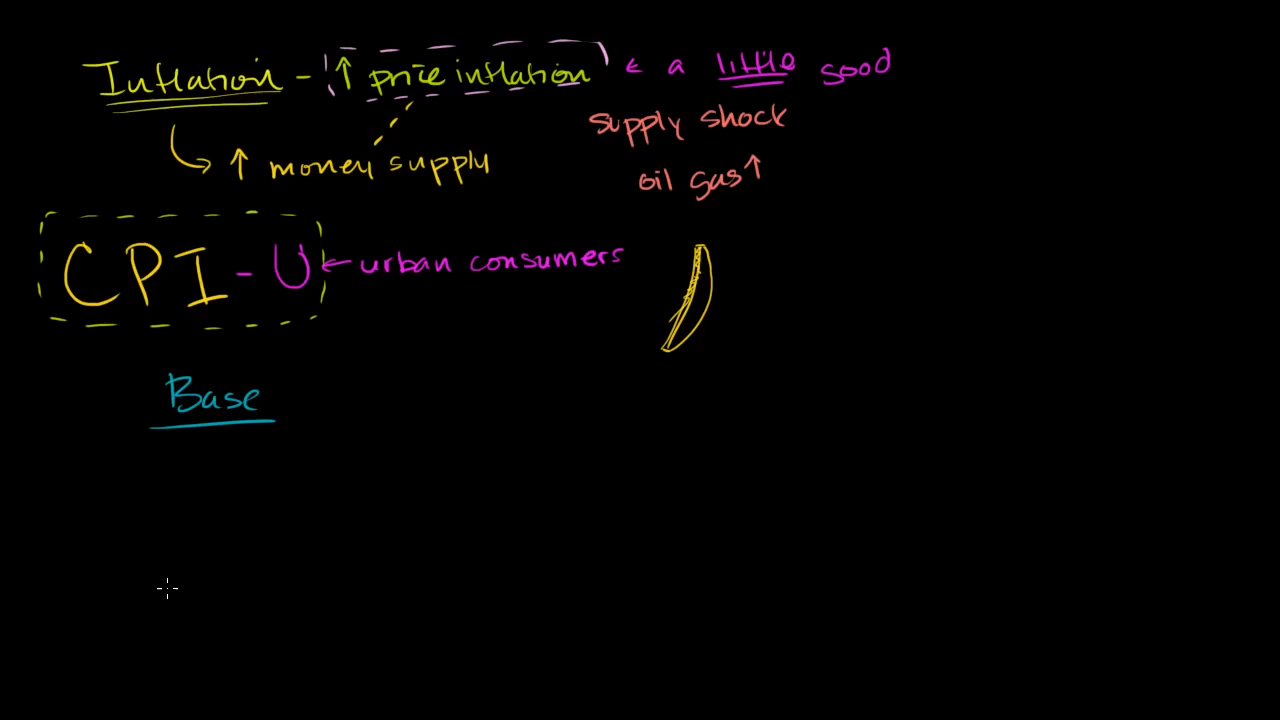 Inflation - ↑ price inflation ← a little good
supply shock
↑ money supply
oil gas ↑
CPI - U ← urban consumers
Base